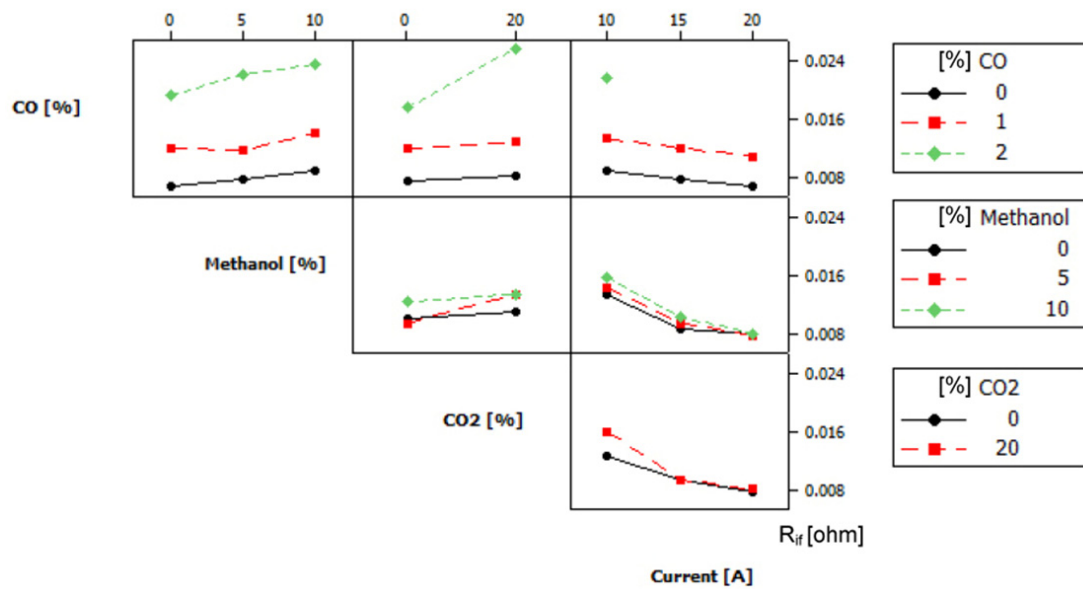 0 5 10 0 20 10 15 20
CO [%]
0.024
0.016
0.008
[%] CO
0
1
2
Methanol [%]
0.024
0.016
0.008
[%] Methanol
0
5
10
CO2 [%]
0.024
0.016
0.008
[%] CO2
0
20
Rif [ohm]
Current [A]